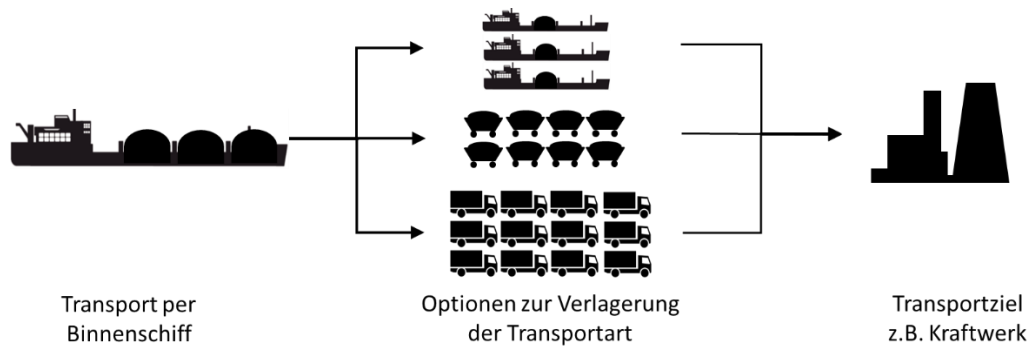 Transport per
Binnenschiff
Optionen zur Verlagerung
der Transportart
Transportziel
z.B. Kraftwerk